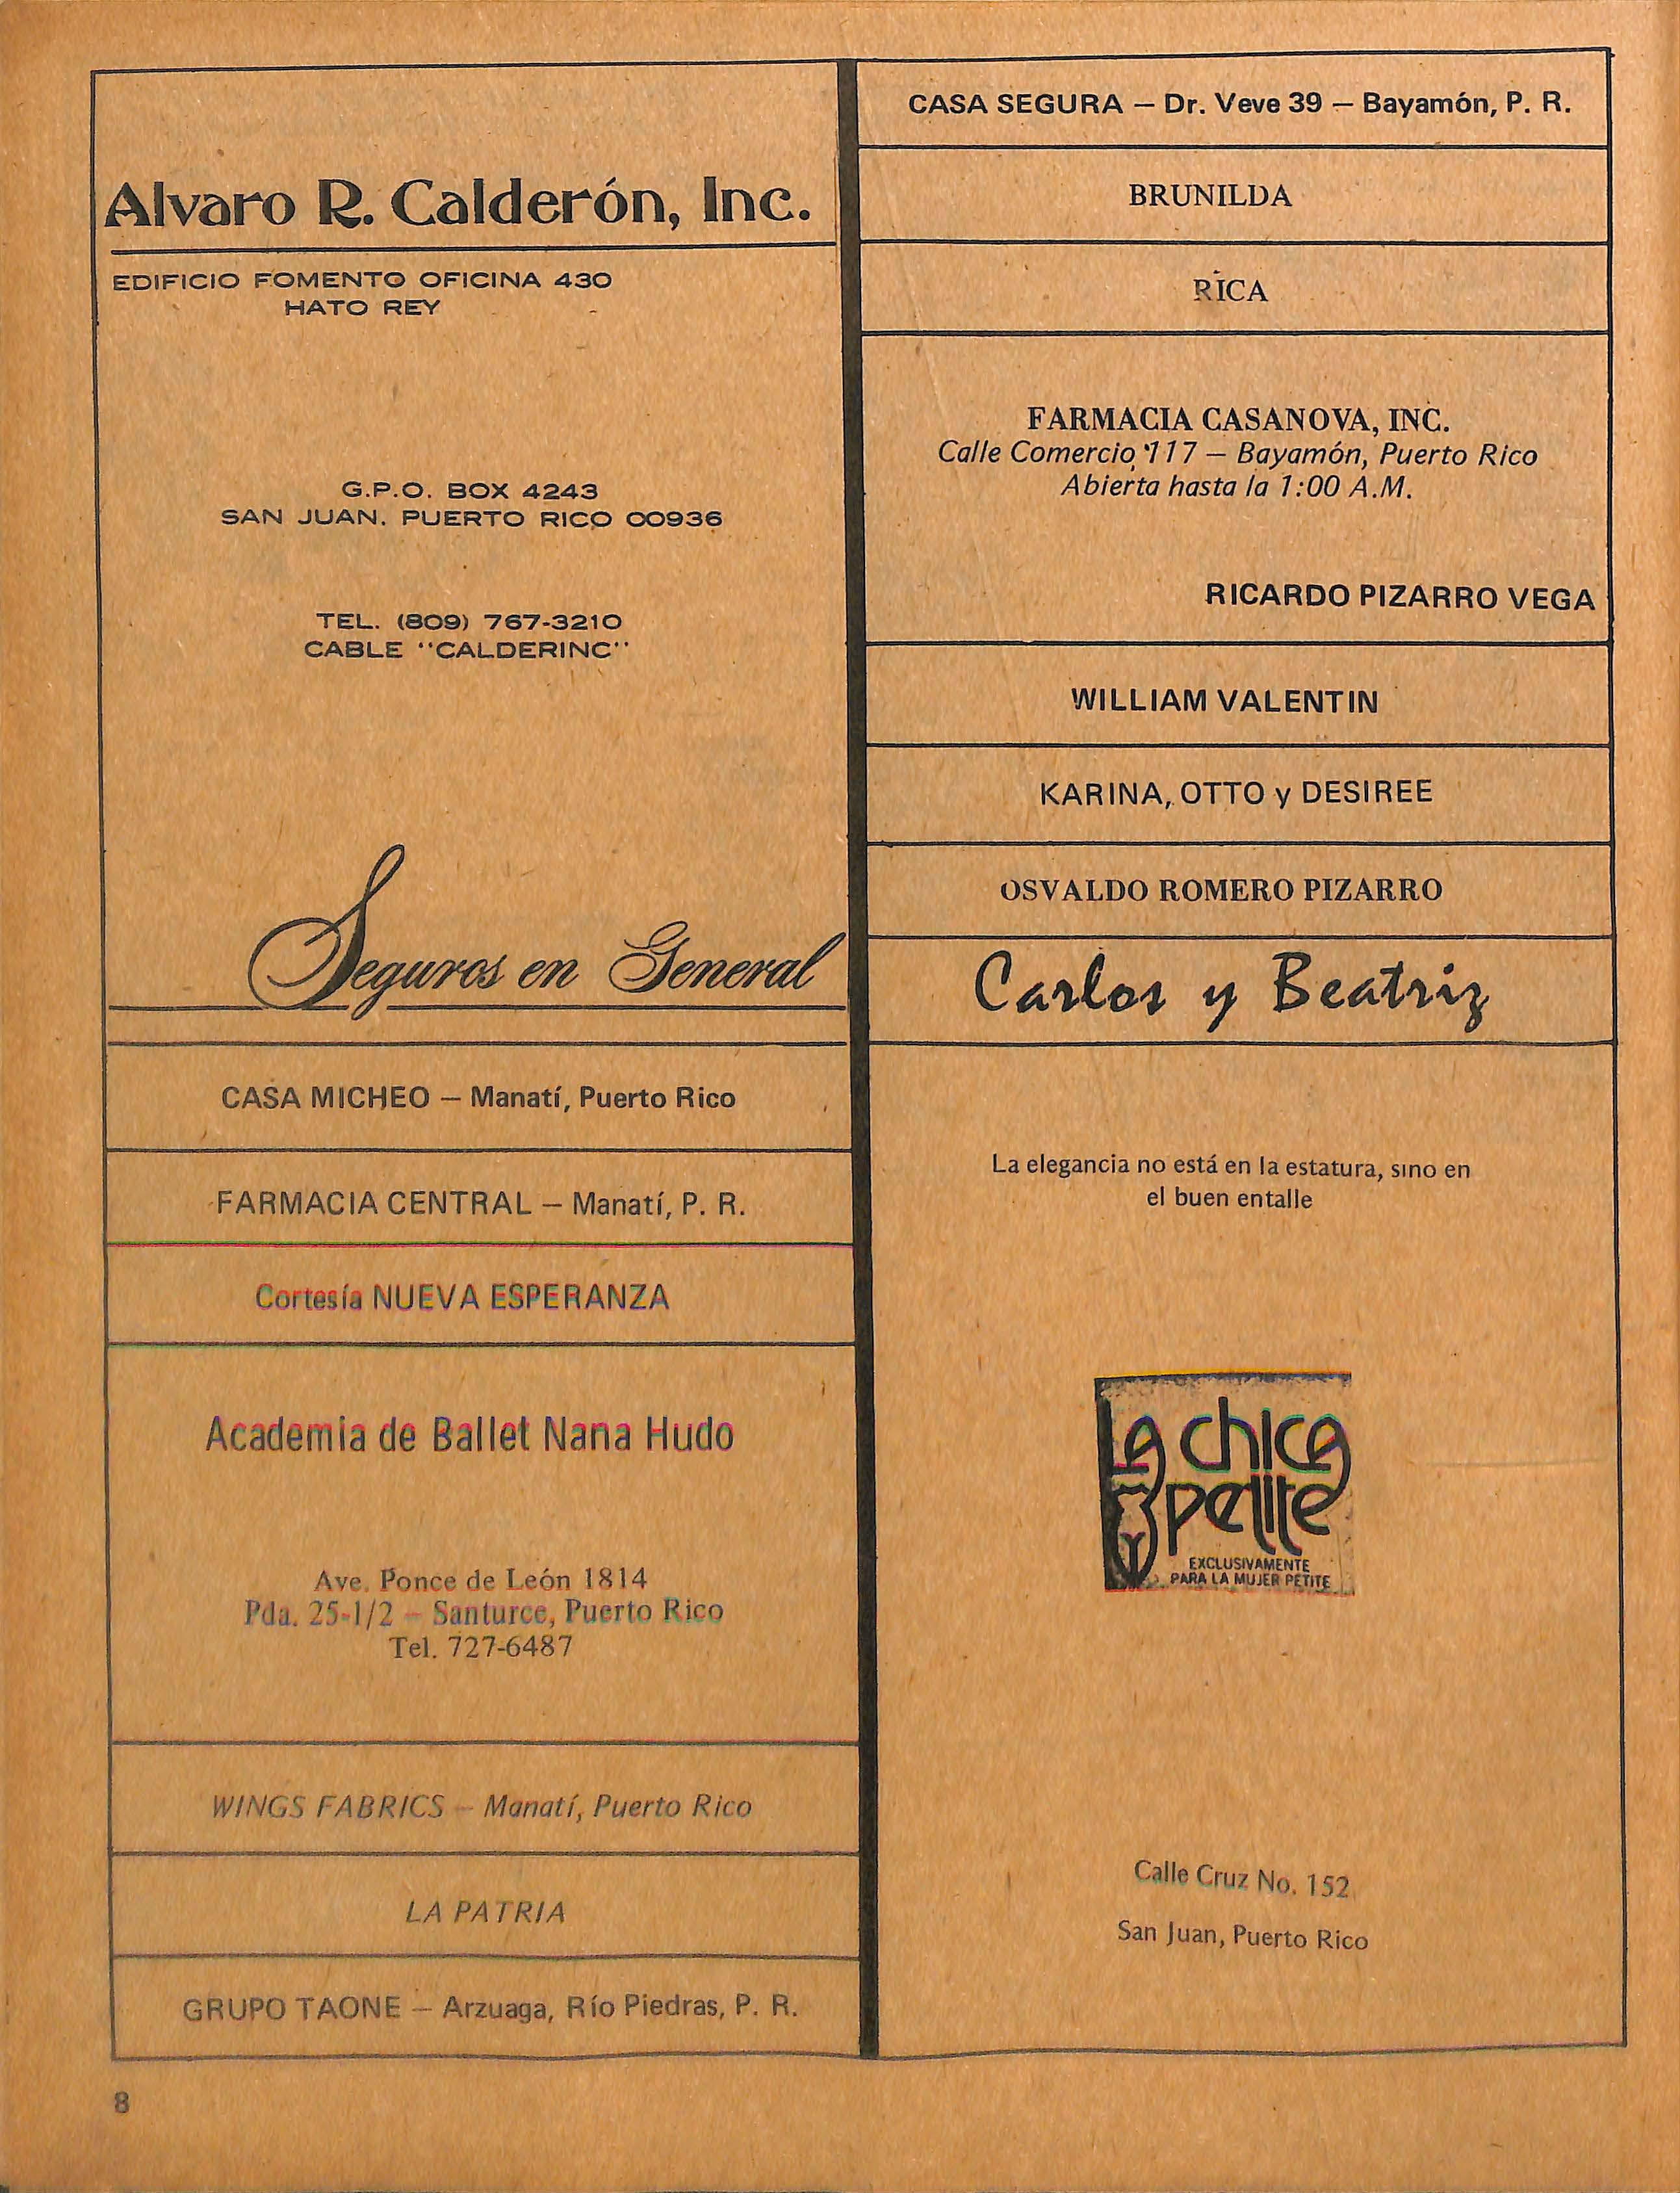 Alvaro R. Calderón, Inc.
EDIFICIO FOMENTO OFICINA 430
HATO REY
G.P.O. BOX 4243
SAN JUAN. PUERTO RICO 00936
TEL. (809) 767-3210
CABLE "CALDERINC"
Seguros en General
CASA MICHEO – Manatí, Puerto Rico
FARMACIA CENTRAL – Manatí, P. R.
Cortesía NUEVA ESPERANZA
Academia de Ballet Nana Hudo
Ave. Ponce de León 1814
Pda. 25-1/2 – Santurce, Puerto Rico
Tel. 727-6487
WINGS FABRICS – Manatí, Puerto Rico
LA PATRIA
GRUPO TAONE – Arzuaga, Río Piedras, P. R.
CASA SEGURA – Dr. Veve 39 – Bayamón, P. R.
BRUNILDA
RICA
FARMACIA CASANOVA, INC.
Calle Comercio 117 – Bayamón, Puerto Rico
Abierta hasta la 1:00 A.M.
RICARDO PIZARRO VEGA
WILLIAM VALENTIN
KARINA, OTTO y DESIREE
OSVALDO ROMERO PIZARRO
Carlos y Beatriz
La elegancia no está en la estatura, sino en
el buen entalle
La chica
petite
EXCLUSIVAMENTE
PARA LA MUJER PETITE
Calle Cruz No. 152
San Juan, Puerto Rico
8